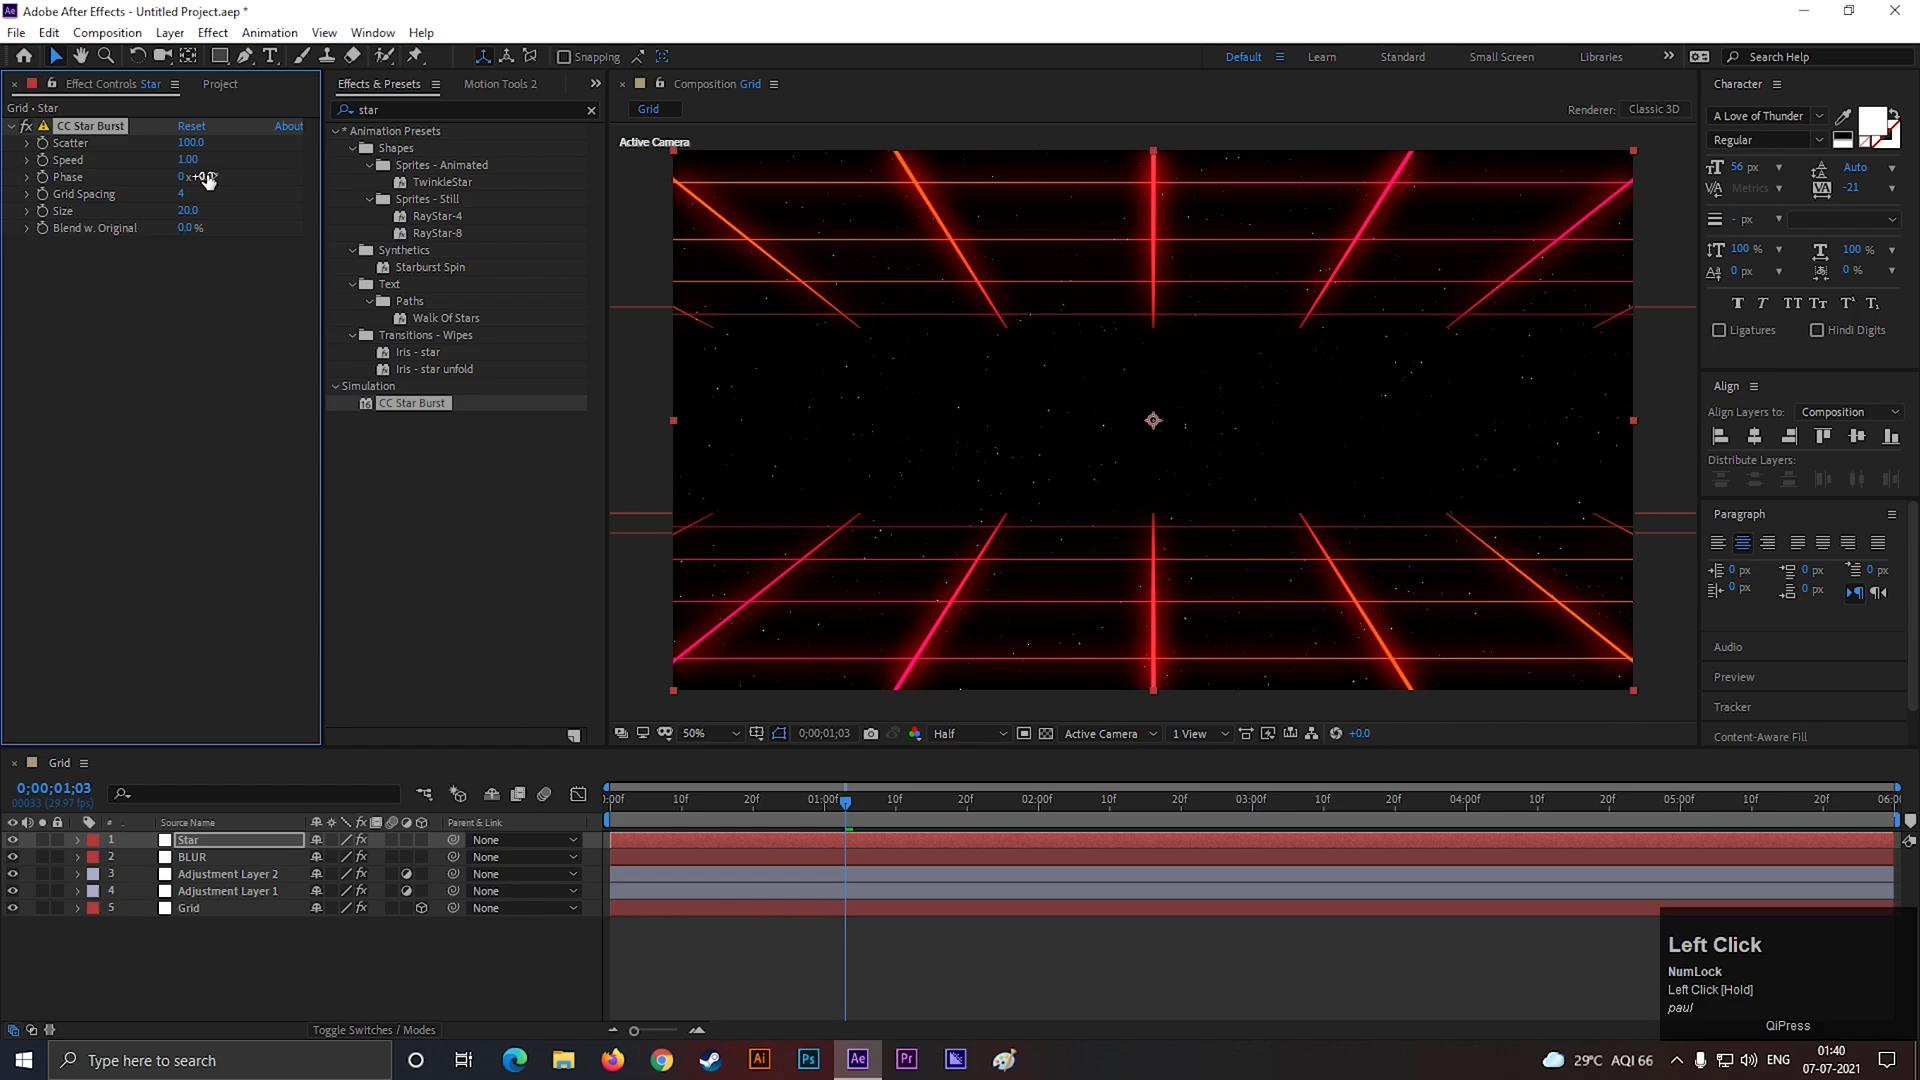 Adobe After Effects - Untitled Project.aep *
File Edit Composition Layer Effect Animation View Window Help
Snapping
Default Learn Standard Small Screen Libraries Search Help
Effect Controls Star Project
Grid • Star
CC Star Burst Reset About
Scatter 100.0
Speed 1.00
Phase 0x+0.0°
Grid Spacing 4
Size 20.0
Blend w. Original 0.0 %
Effects & Presets Motion Tools 2
star
* Animation Presets
Shapes
Sprites - Animated
TwinkleStar
Sprites - Still
RayStar-4
RayStar-8
Synthetics
Starburst Spin
Text
Paths
Walk Of Stars
Transitions - Wipes
Iris - star
Iris - star unfold
Simulation
CC Star Burst
Composition Grid
Grid
Renderer: Classic 3D
Active Camera
50% 0;00;01;03 Half Active Camera 1 View +0.0
Character
A Love of Thunder
Regular
56 px Auto
Metrics -21
- px
100 % 100 %
0 px 0 %
T T TT Tт T¹ T₁
Ligatures Hindi Digits
Align
Align Layers to: Composition
Distribute Layers:
Paragraph
0 px 0 px 0 px
0 px 0 px
Audio
Preview
Tracker
Content-Aware Fill
Grid
0;00;01;03
00033 (29.97 fps)
:00f 10f 20f 01:00f 10f 20f 02:00f 10f 20f 03:00f 10f 20f 04:00f 10f 20f 05:00f 10f 20f 06:0
# Source Name Parent & Link
1 Star None
2 BLUR None
3 Adjustment Layer 2 None
4 Adjustment Layer 1 None
5 Grid None
Toggle Switches / Modes
Left Click
NumLock
Left Click [Hold]
paul
QiPress
Type here to search
29°C AQI 66 ENG 01:40
07-07-2021